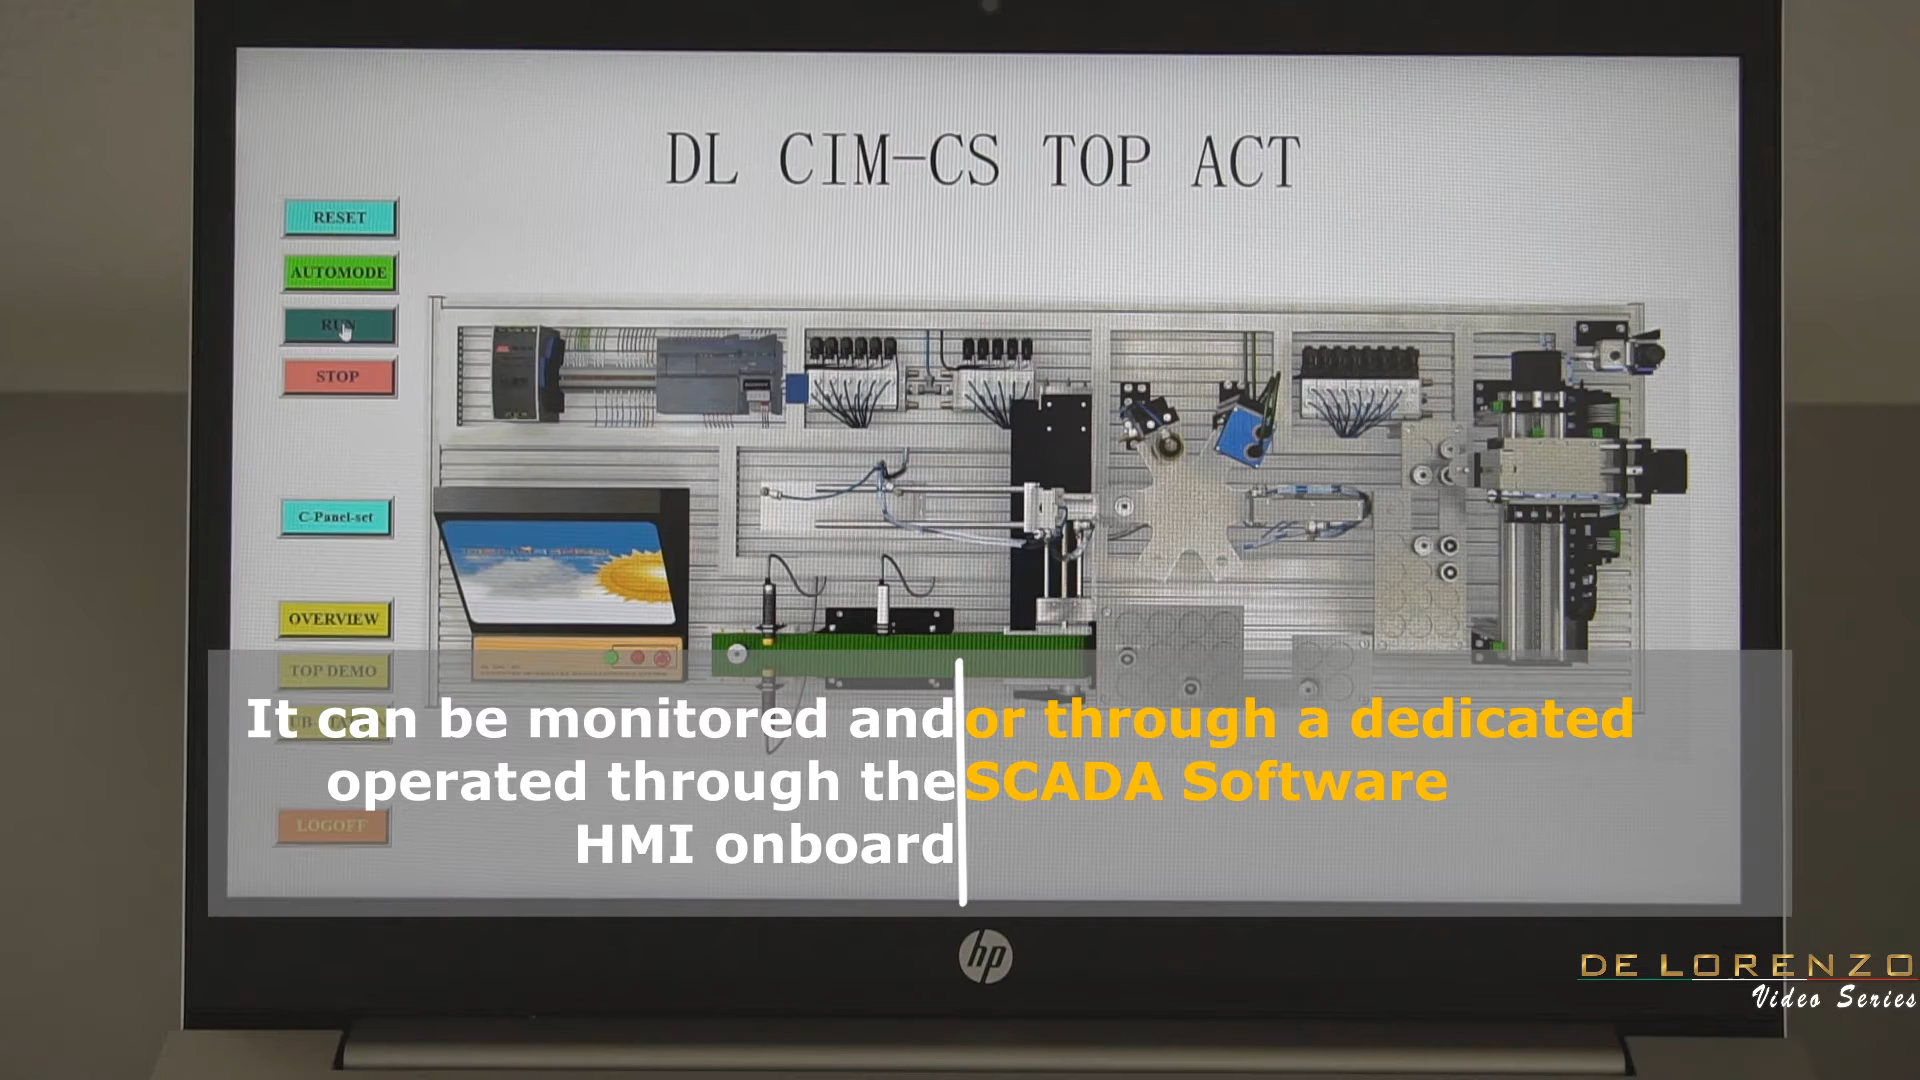 DL CIM-CS TOP ACT
RESET
AUTOMODE
RUN
STOP
C-Panel-set
OVERVIEW
TOP DEMO
LOGOFF
It can be monitored and
operated through the
HMI onboard
or through a dedicated
SCADA Software
hp
DE LORENZO
Video Series